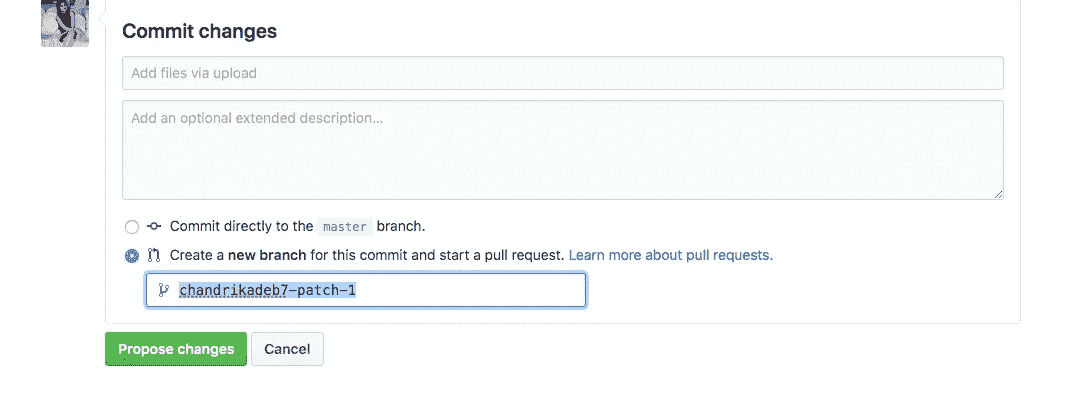 Commit changes
Add files via upload
Add an optional extended description...
Commit directly to the master branch.
Create a new branch for this commit and start a pull request. Learn more about pull requests.
chandrikadeb7-patch-1
Propose changes Cancel